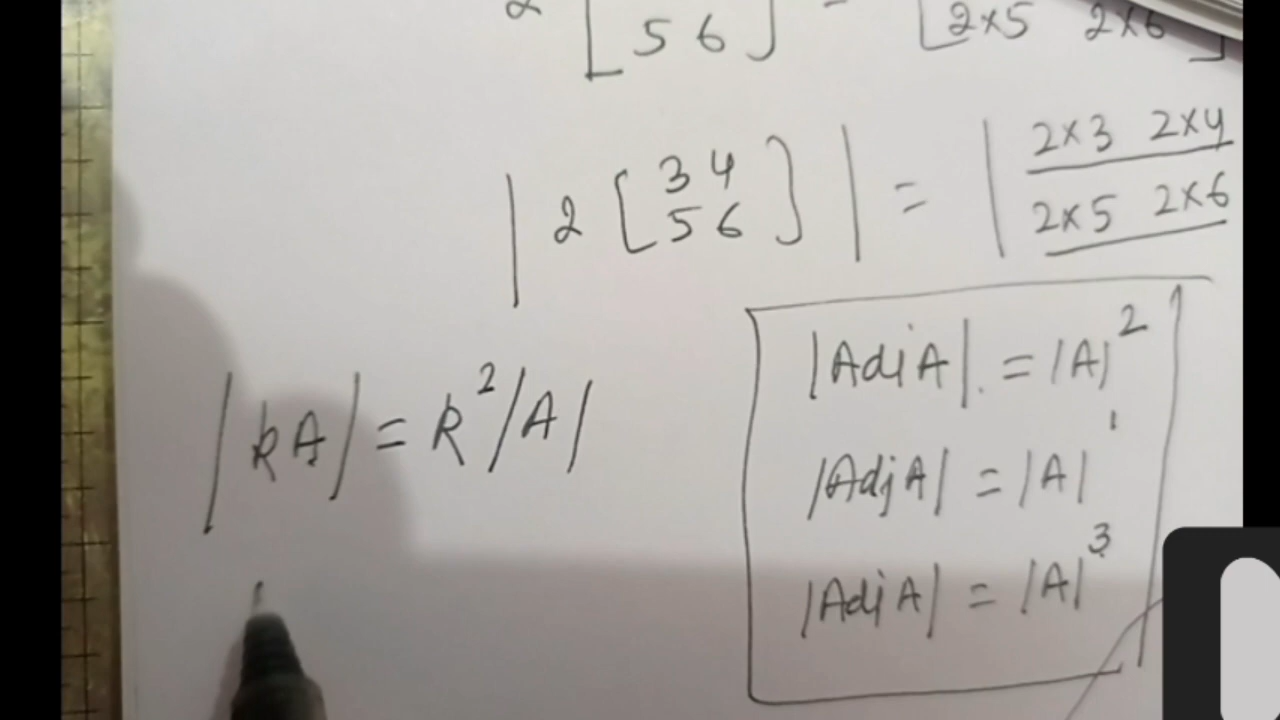 2 [ 5 6 ] = [ 2×5 2×6 ]
| 2 [ 3 4
5 6 ] | = | 2×3 2×4
2×5 2×6
|kA| = k²|A|
|AdjA| = |A|²
|AdjA| = |A|¹
|AdjA| = |A|³